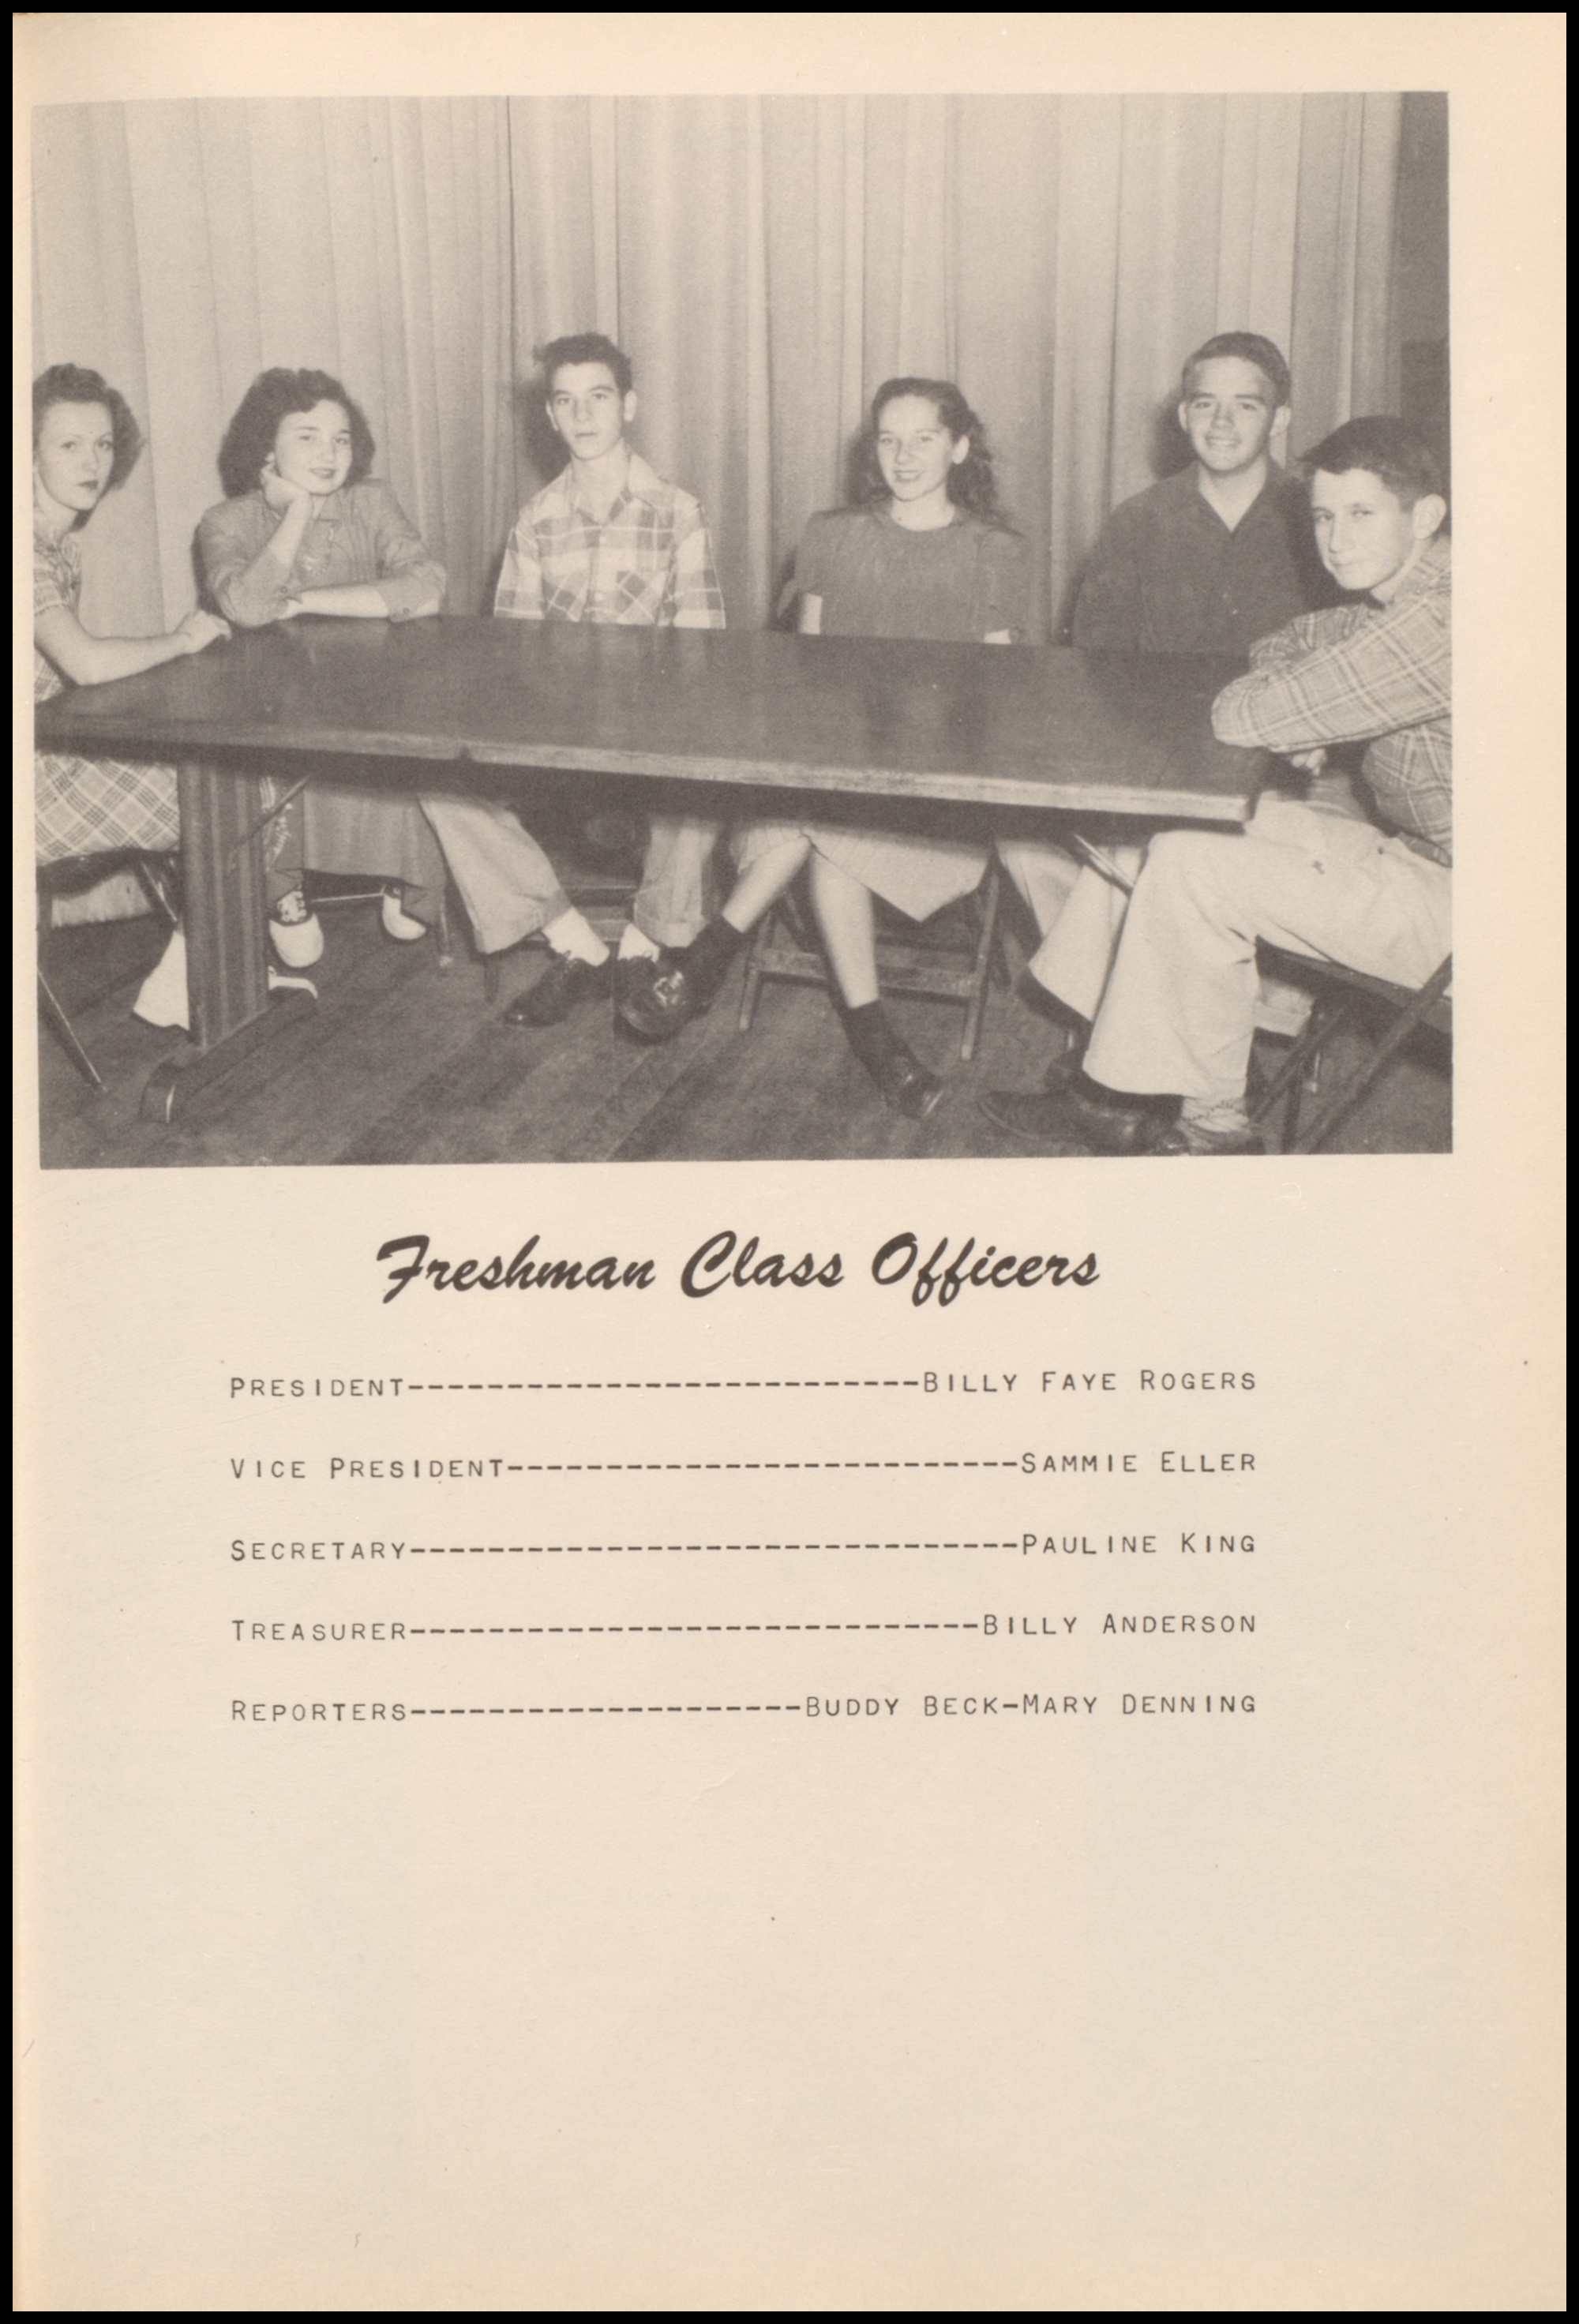 Freshman Class Officers
PRESIDENT--------------------------BILLY FAYE ROGERS
VICE PRESIDENT--------------------------SAMMIE ELLER
SECRETARY-------------------------------PAULINE KING
TREASURER-----------------------------BILLY ANDERSON
REPORTERS--------------------BUDDY BECK-MARY DENNING